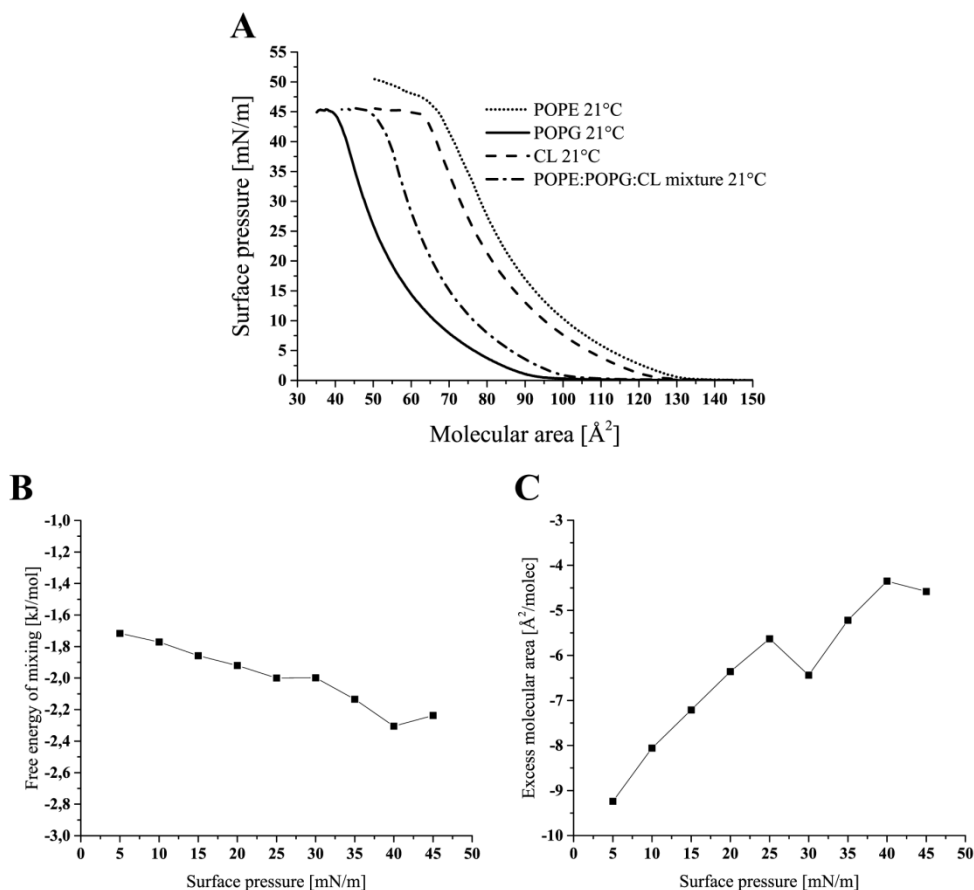 A
Surface pressure [mN/m]
55
50
45
40
35
30
25
20
15
10
5
0
POPE 21°C
POPG 21°C
CL 21°C
POPE:POPG:CL mixture 21°C
30 40 50 60 70 80 90 100 110 120 130 140 150
Molecular area [Å²]
B
Free energy of mixing [kJ/mol]
-1,0
-1,2
-1,4
-1,6
-1,8
-2,0
-2,2
-2,4
-2,6
-2,8
-3,0
0 5 10 15 20 25 30 35 40 45 50
Surface pressure [mN/m]
C
Excess molecular area [Å²/molec]
-3
-4
-5
-6
-7
-8
-9
-10
0 5 10 15 20 25 30 35 40 45 50
Surface pressure [mN/m]